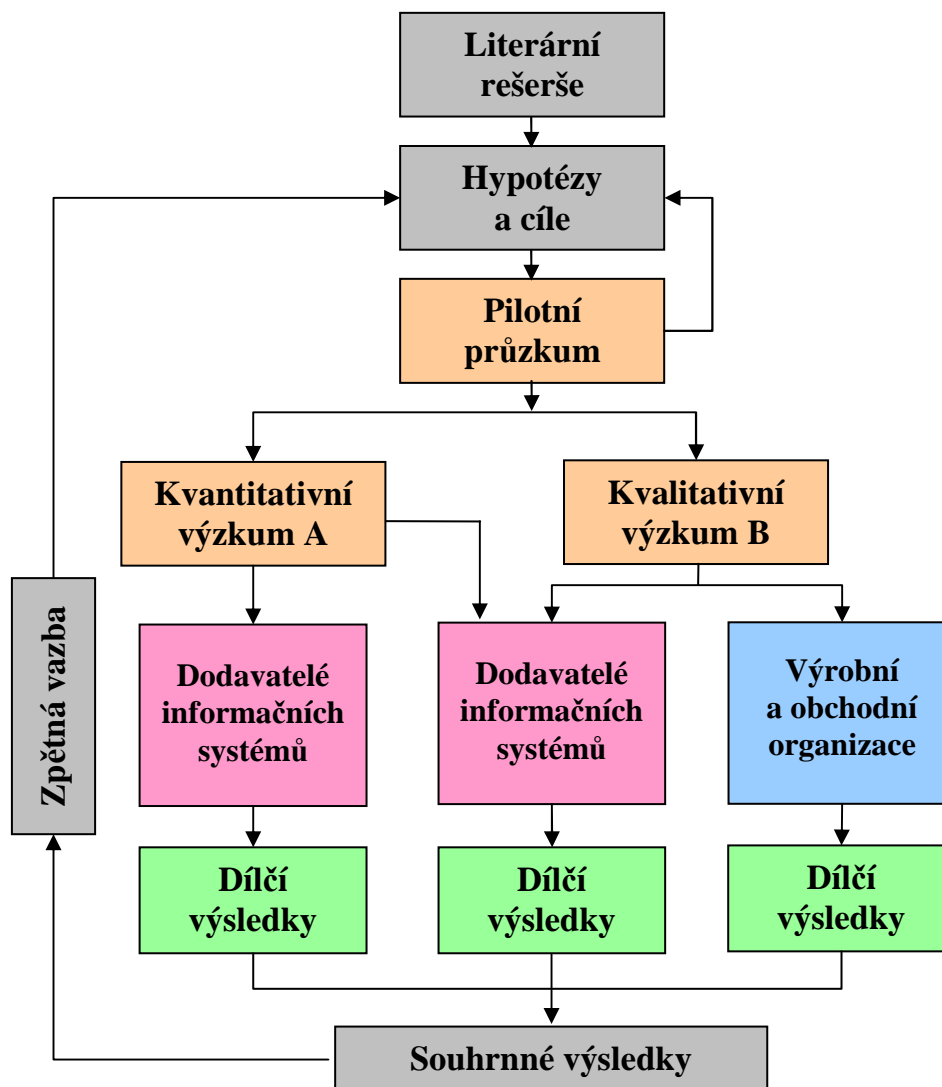 Literární
rešerše
Hypotézy
a cíle
Pilotní
průzkum
Kvantitativní
výzkum A
Kvalitativní
výzkum B
Zpětná vazba
Dodavatelé
informačních
systémů
Dodavatelé
informačních
systémů
Výrobní
a obchodní
organizace
Dílčí
výsledky
Dílčí
výsledky
Dílčí
výsledky
Souhrnné výsledky